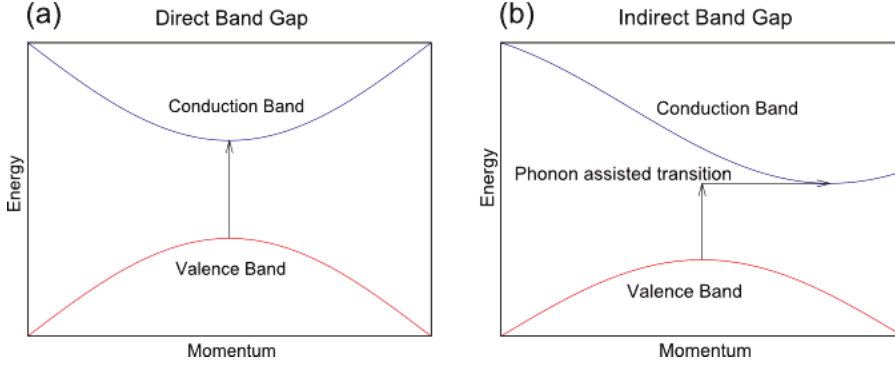 (a)
Direct Band Gap
Conduction Band
Valence Band
Energy
Momentum
(b)
Indirect Band Gap
Conduction Band
Phonon assisted transition
Valence Band
Energy
Momentum